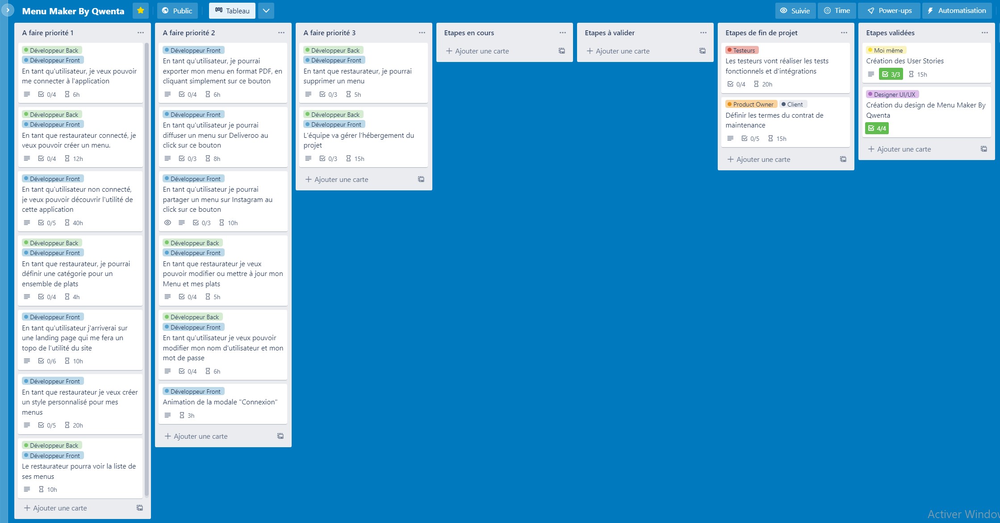 Menu Maker By Qwenta
Public
Tableau
Suivie
Time
Power-ups
Automatisation
A faire priorité 1
Développeur Back
Développeur Front
En tant qu'utilisateur, je veux pouvoir
me connecter à l'application
0/4 6h
Développeur Back
Développeur Front
En tant que restaurateur connecté, je
veux pouvoir créer un menu.
0/4 12h
Développeur Front
En tant qu'utilisateur non connecté,
je veux pouvoir découvrir l'utilité de
cette application
0/5 40h
Développeur Back
Développeur Front
En tant que restaurateur, je pourrai
définir une catégorie pour un
ensemble de plats
0/4 4h
Développeur Front
En tant qu'utilisateur j'arriverai sur
une landing page qui me fera un
topo de l'utilité du site
0/6 10h
Développeur Front
En tant que restaurateur je veux créer
un style personnalisé pour mes
menus
0/5 20h
Développeur Back
Développeur Front
Le restaurateur pourra voir la liste de
ses menus
10h
Ajouter une carte
A faire priorité 2
Développeur Front
En tant qu'utilisateur, je pourrai
exporter mon menu en format PDF, en
cliquant simplement sur ce bouton
0/4 6h
Développeur Front
En tant qu'utilisateur je pourrai
diffuser un menu sur Deliveroo au
click sur ce bouton
0/3 8h
Développeur Front
En tant qu'utilisateur je pourrai
partager un menu sur Instagram au
click sur ce bouton
0/3 10h
Développeur Back
Développeur Front
En tant que restaurateur je veux
pouvoir modifier ou mettre à jour mon
Menu et mes plats
0/4 5h
Développeur Back
Développeur Front
En tant qu'utilisateur je veux pouvoir
modifier mon nom d'utilisateur et mon
mot de passe
0/4 6h
Développeur Front
Animation de la modale "Connexion"
3h
Ajouter une carte
A faire priorité 3
Développeur Back
Développeur Front
En tant que restaurateur, je pourrai
supprimer un menu
0/3 5h
Développeur Back
Développeur Front
L'équipe va gérer l'hébergement du
projet
0/3 15h
Ajouter une carte
Etapes en cours
Ajouter une carte
Etapes à valider
Ajouter une carte
Etapes de fin de projet
Testeurs
Les testeurs vont réaliser les tests
fonctionnels et d'intégrations
0/4 20h
Product Owner Client
Définir les termes du contrat de
maintenance
0/5 15h
Ajouter une carte
Etapes validées
Moi même
Création des User Stories
3/3 15h
Designer UI/UX
Création du design de Menu Maker By
Qwenta
4/4
Ajouter une carte
Activer Windo